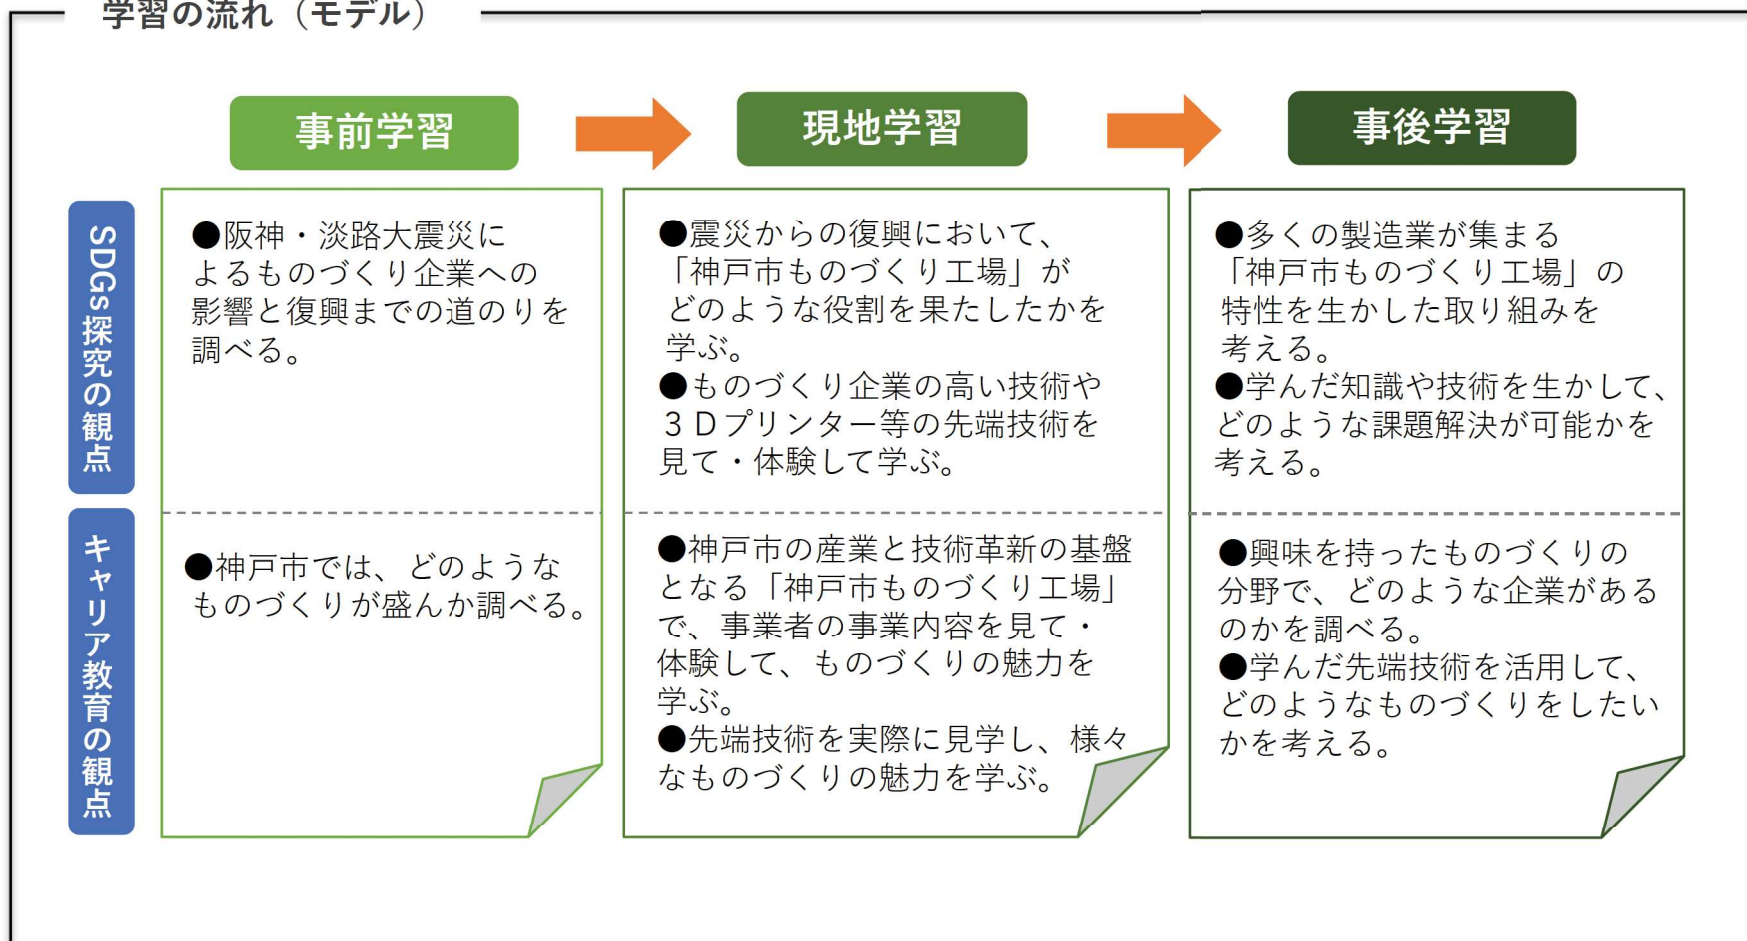 学習の流れ（モデル）
事前学習
現地学習
事後学習
SDGs探究の観点
●阪神・淡路大震災に
よるものづくり企業への
影響と復興までの道のりを
調べる。
●震災からの復興において、
「神戸市ものづくり工場」が
どのような役割を果たしたかを
学ぶ。
●ものづくり企業の高い技術や
３Ｄプリンター等の先端技術を
見て・体験して学ぶ。
●多くの製造業が集まる
「神戸市ものづくり工場」の
特性を生かした取り組みを
考える。
●学んだ知識や技術を生かして、
どのような課題解決が可能かを
考える。
キャリア教育の観点
●神戸市では、どのような
ものづくりが盛んか調べる。
●神戸市の産業と技術革新の基盤
となる「神戸市ものづくり工場」
で、事業者の事業内容を見て・
体験して、ものづくりの魅力を
学ぶ。
●先端技術を実際に見学し、様々
なものづくりの魅力を学ぶ。
●興味を持ったものづくりの
分野で、どのような企業がある
のかを調べる。
●学んだ先端技術を活用して、
どのようなものづくりをしたい
かを考える。